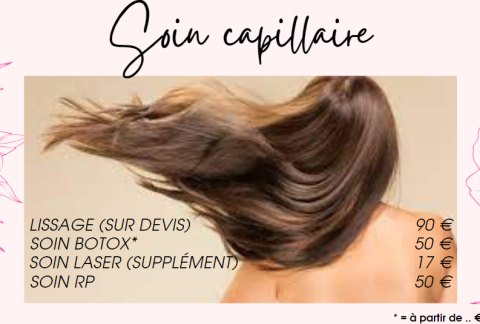 Soin capillaire
LISSAGE (SUR DEVIS) 90 €
SOIN BOTOX* 50 €
SOIN LASER (SUPPLÉMENT) 17 €
SOIN RP 50 €
* = à partir de .. €